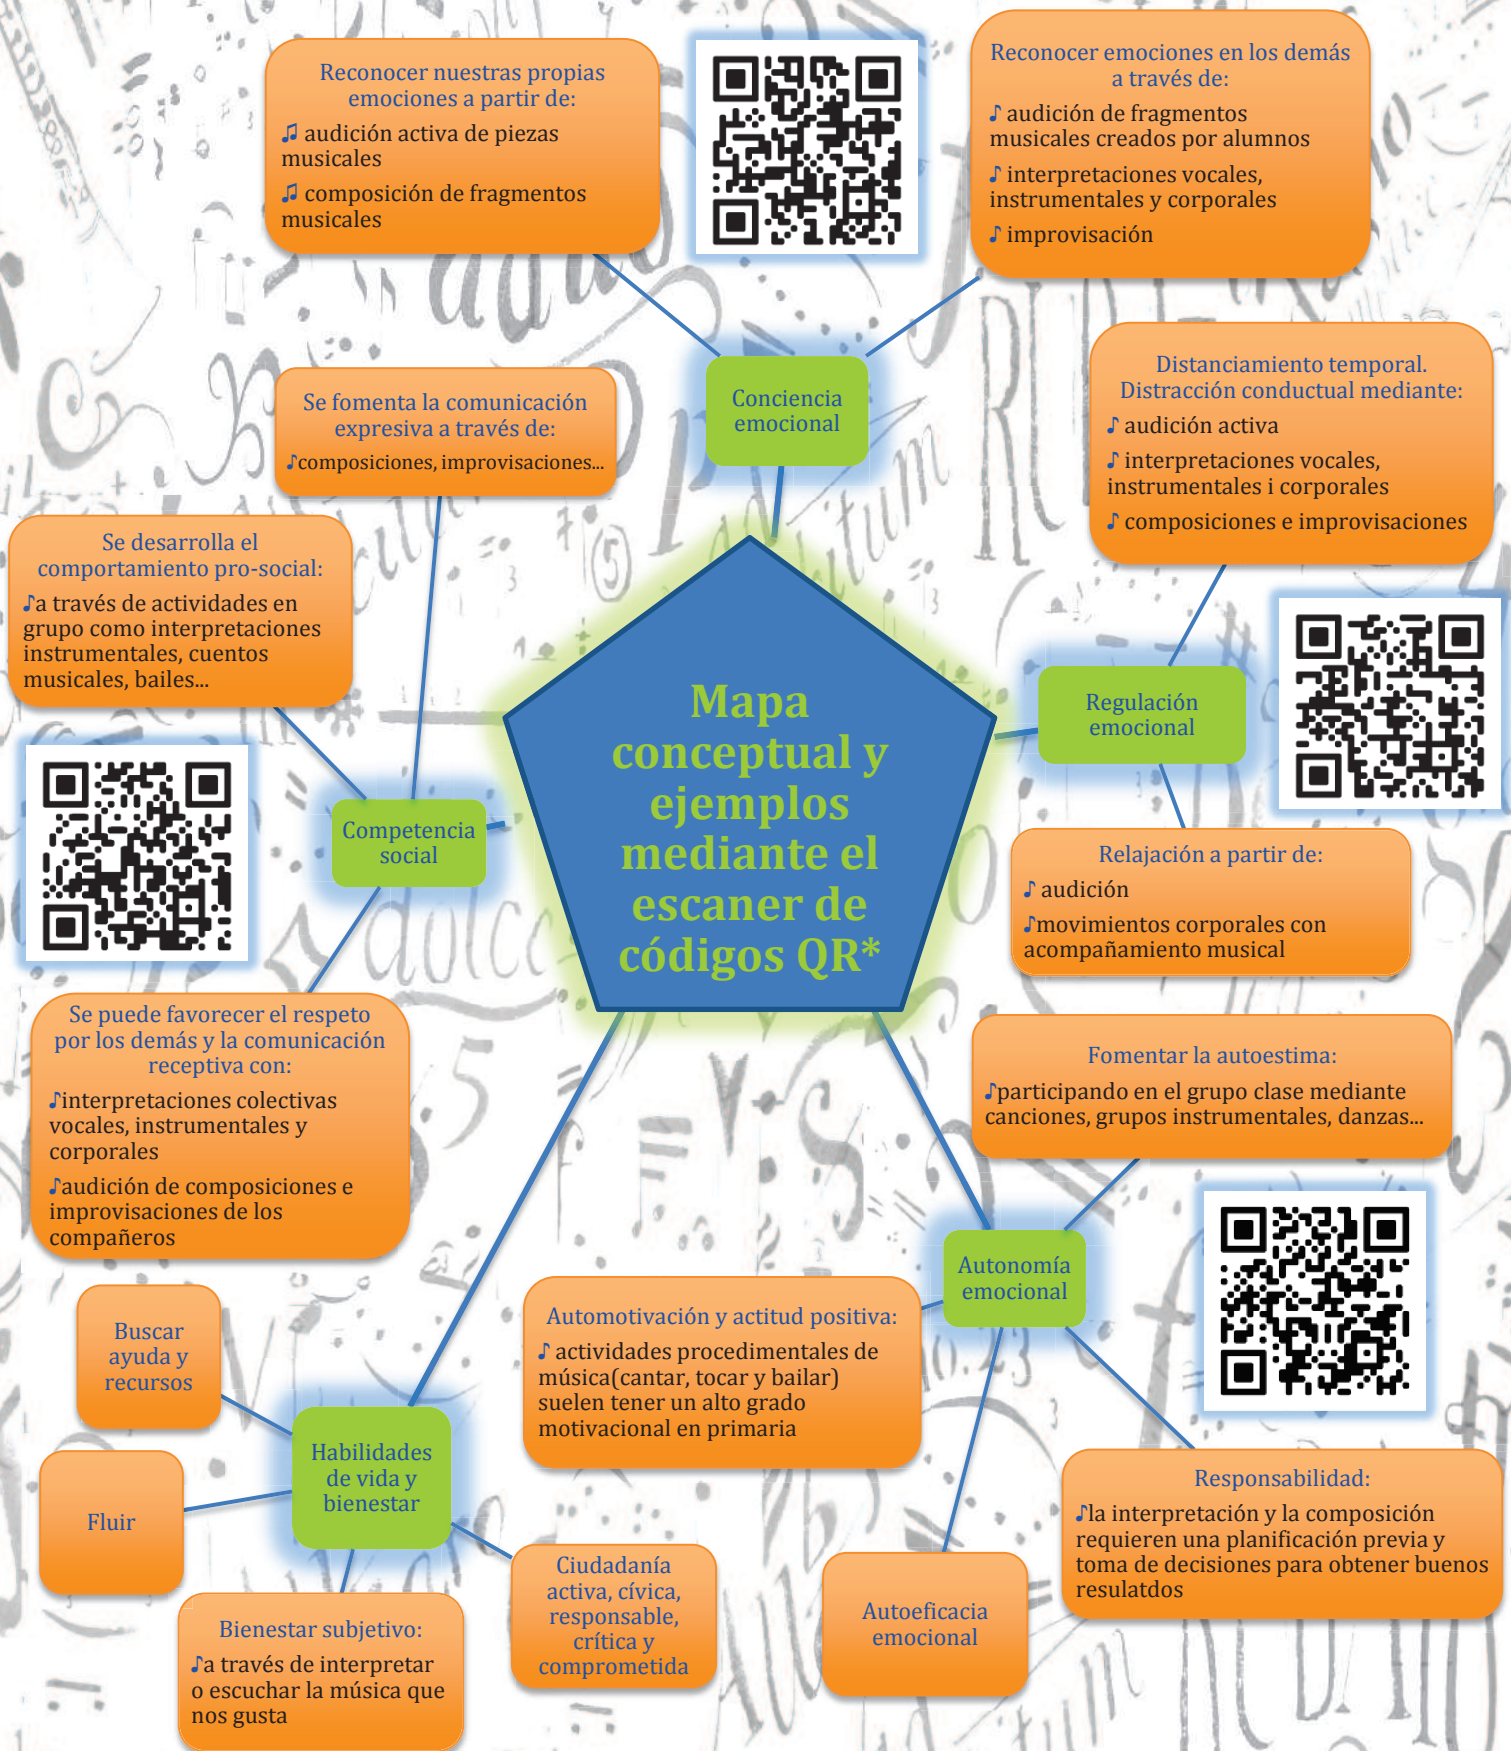 Reconocer nuestras propias
emociones a partir de:
♫ audición activa de piezas
musicales
♫ composición de fragmentos
musicales
Reconocer emociones en los demás
a través de:
♪ audición de fragmentos
musicales creados por alumnos
♪ interpretaciones vocales,
instrumentales y corporales
♪ improvisación
Conciencia
emocional
Distanciamiento temporal.
Distracción conductual mediante:
♪ audición activa
♪ interpretaciones vocales,
instrumentales i corporales
♪ composiciones e improvisaciones
Se fomenta la comunicación
expresiva a través de:
♪composiciones, improvisaciones...
Se desarrolla el
comportamiento pro-social:
♪a través de actividades en
grupo como interpretaciones
instrumentales, cuentos
musicales, bailes...
Mapa
conceptual y
ejemplos
mediante el
escaner de
códigos QR*
Regulación
emocional
Competencia
social
Relajación a partir de:
♪ audición
♪movimientos corporales con
acompañamiento musical
Se puede favorecer el respeto
por los demás y la comunicación
receptiva con:
♪interpretaciones colectivas
vocales, instrumentales y
corporales
♪audición de composiciones e
improvisaciones de los
compañeros
Fomentar la autoestima:
♪participando en el grupo clase mediante
canciones, grupos instrumentales, danzas...
Autonomía
emocional
Automotivación y actitud positiva:
♪ actividades procedimentales de
música(cantar, tocar y bailar)
suelen tener un alto grado
motivacional en primaria
Buscar
ayuda y
recursos
Habilidades
de vida y
bienestar
Fluir
Responsabilidad:
♪la interpretación y la composición
requieren una planificación previa y
toma de decisiones para obtener buenos
resulatdos
Ciudadanía
activa, cívica,
responsable,
crítica y
comprometida
Autoeficacia
emocional
Bienestar subjetivo:
♪a través de interpretar
o escuchar la música que
nos gusta